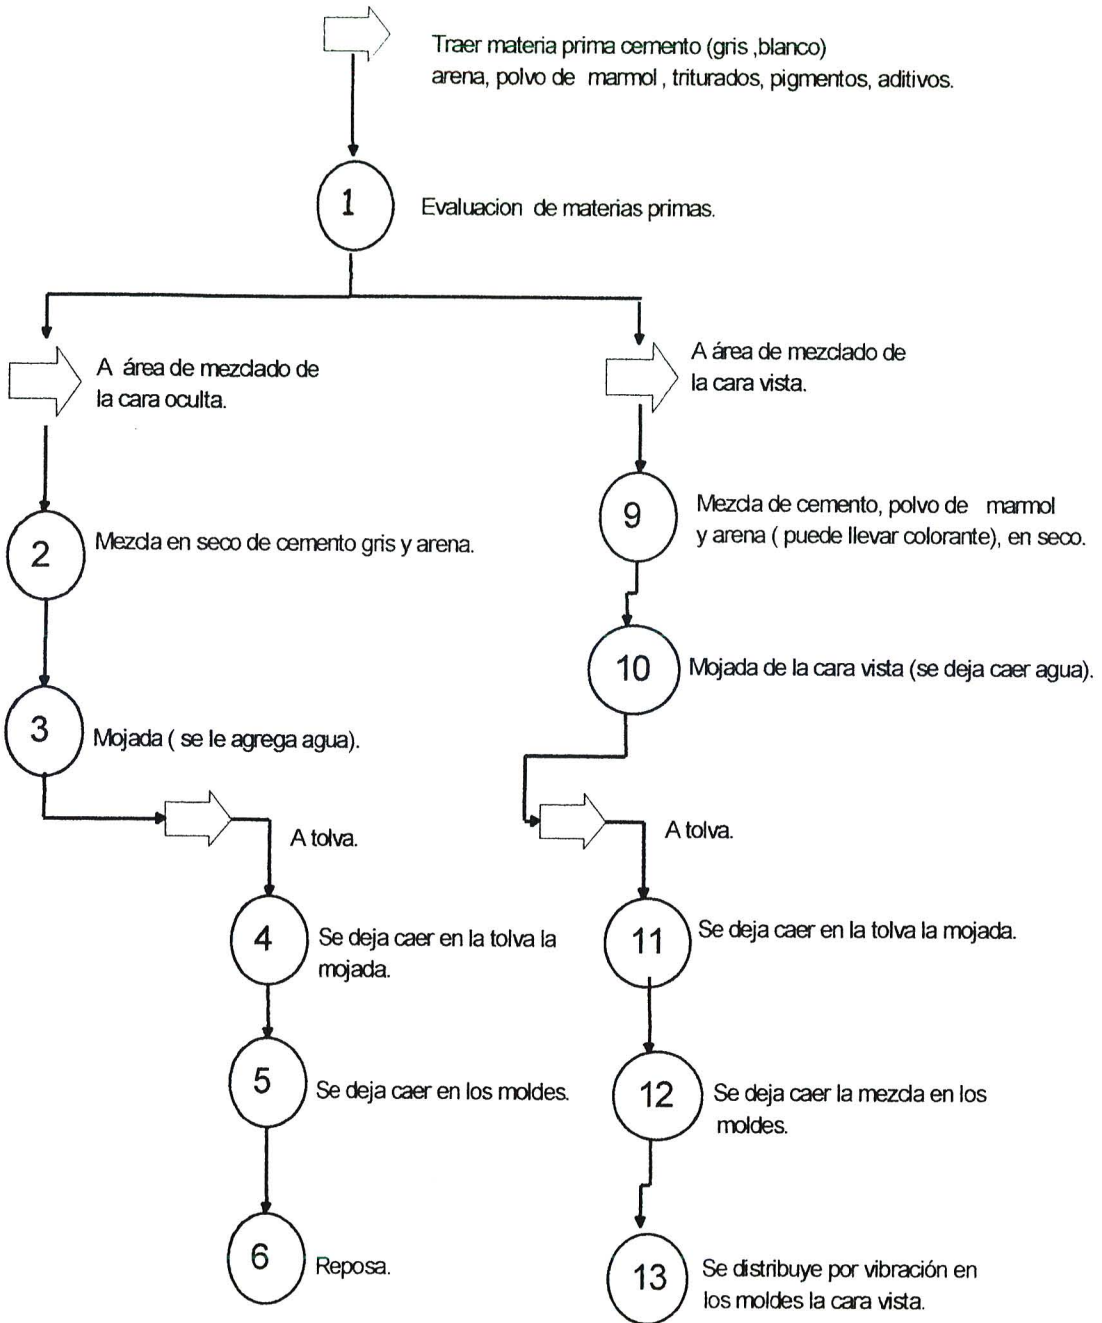 Traer materia prima cemento (gris ,blanco)
arena, polvo de marmol , triturados, pigmentos, aditivos.
1
Evaluacion de materias primas.
A área de mezclado de
la cara oculta.
A área de mezclado de
la cara vista.
2
Mezcla en seco de cemento gris y arena.
9
Mezcla de cemento, polvo de marmol
y arena ( puede llevar colorante), en seco.
3
Mojada ( se le agrega agua).
10
Mojada de la cara vista (se deja caer agua).
A tolva.
A tolva.
4
Se deja caer en la tolva la
mojada.
11
Se deja caer en la tolva la mojada.
5
Se deja caer en los moldes.
12
Se deja caer la mezcla en los
moldes.
6
Reposa.
13
Se distribuye por vibración en
los moldes la cara vista.